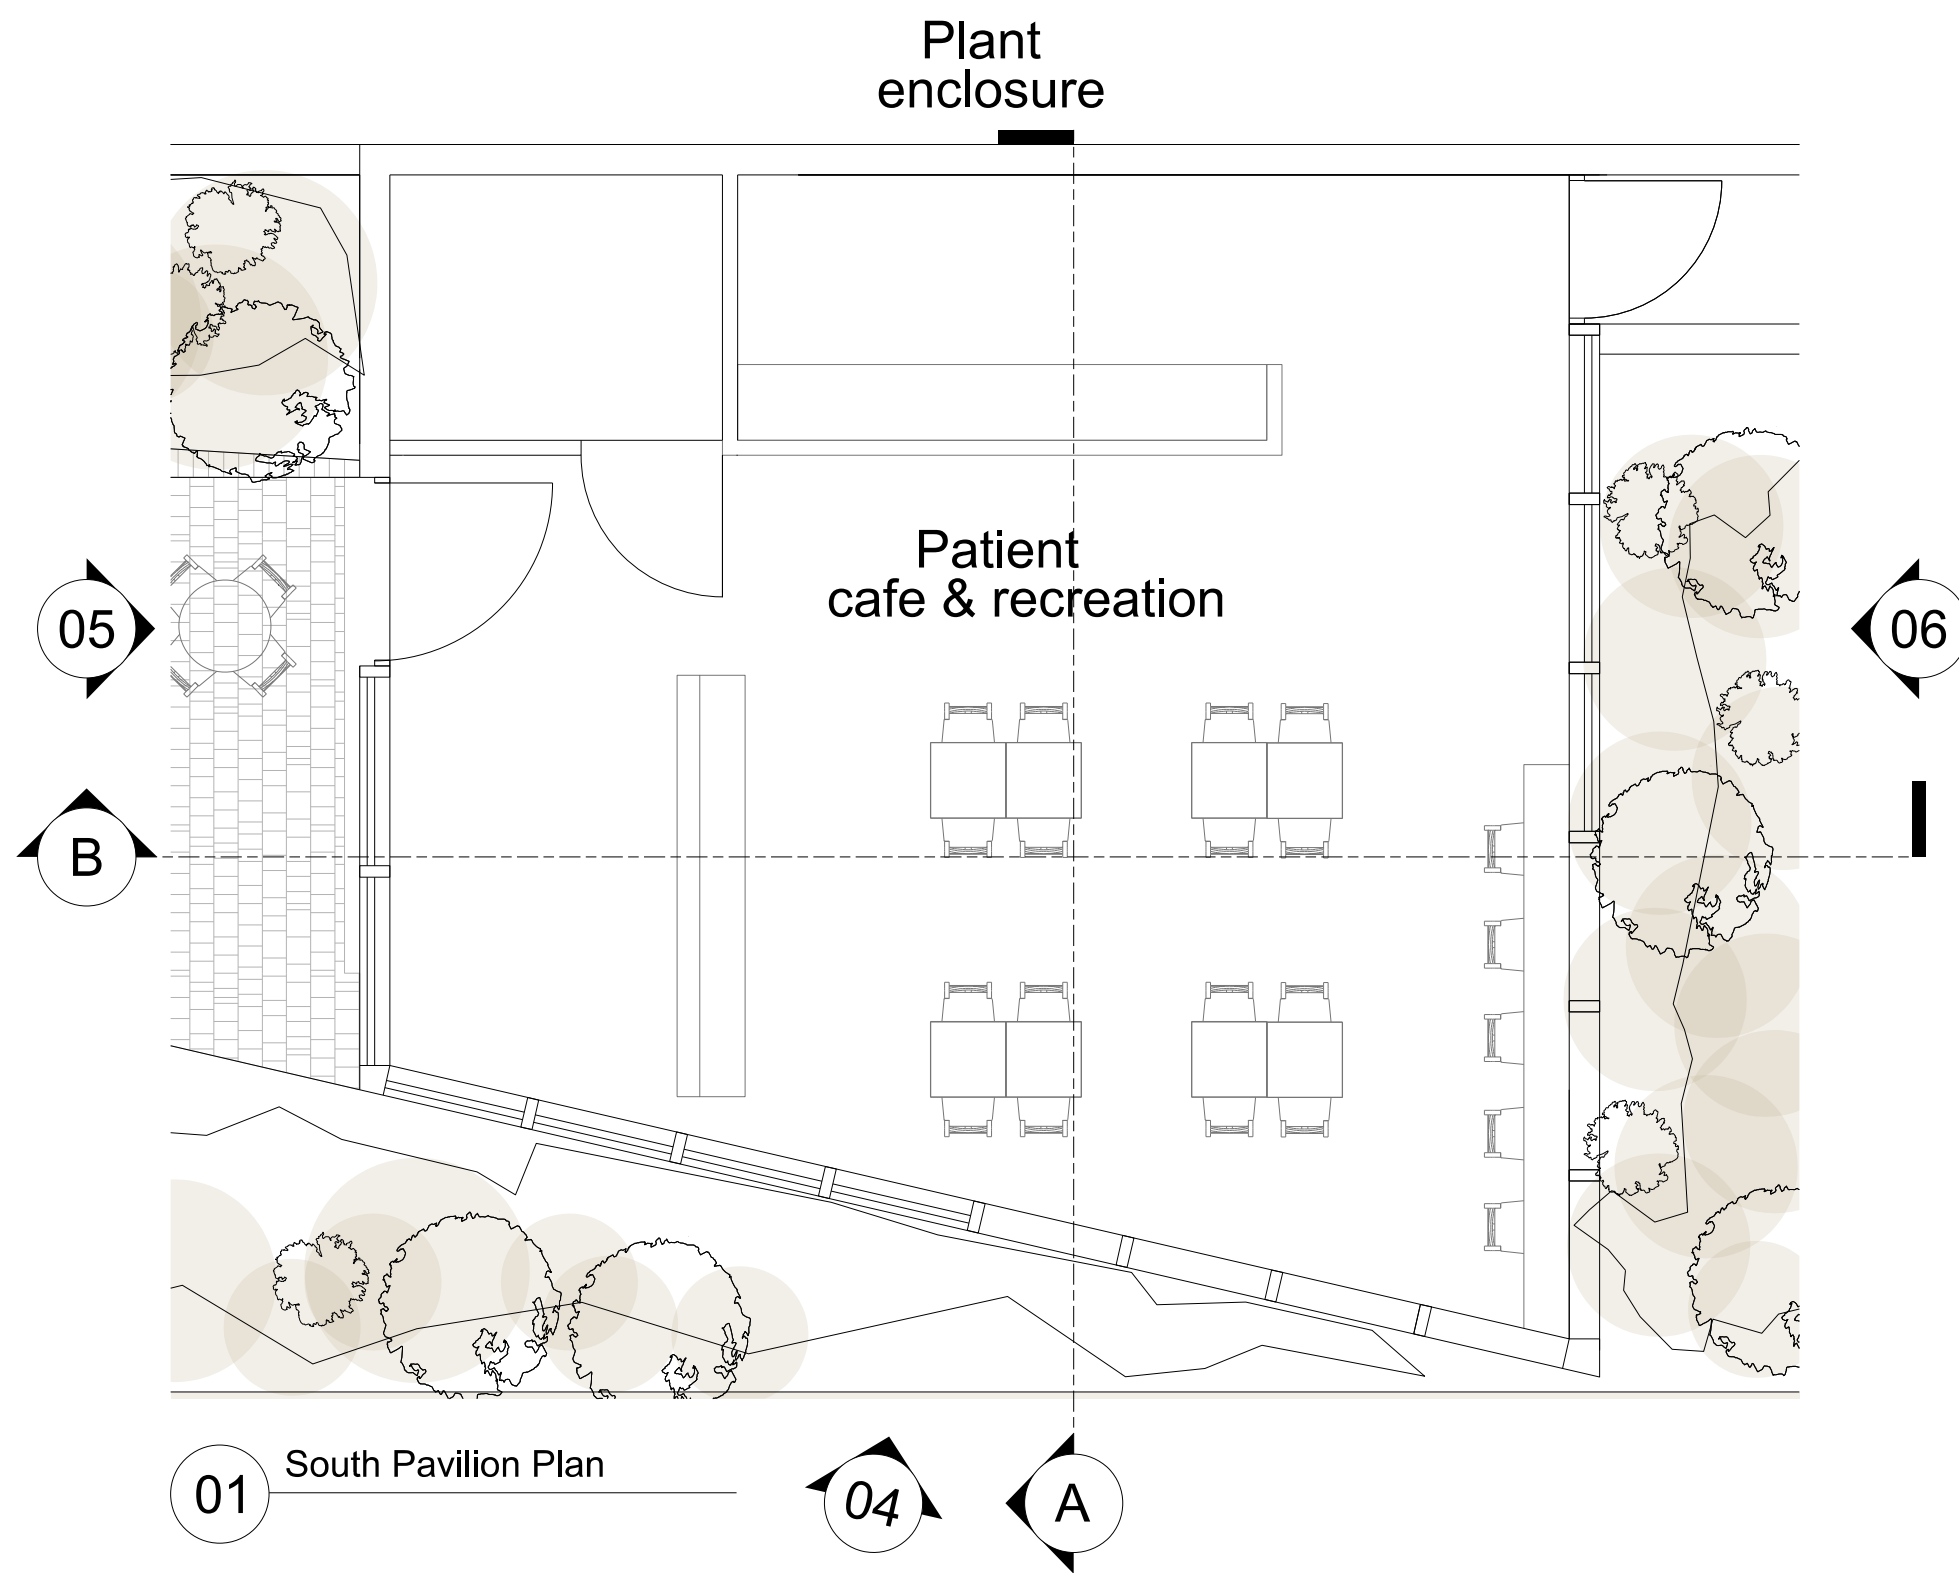 Plant
enclosure
Patient
cafe & recreation
05
06
B
01
South Pavilion Plan
04
A